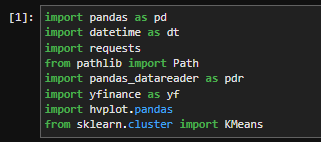 [1]: import pandas as pd
import datetime as dt
import requests
from pathlib import Path
import pandas_datareader as pdr
import yfinance as yf
import hvplot.pandas
from sklearn.cluster import KMeans